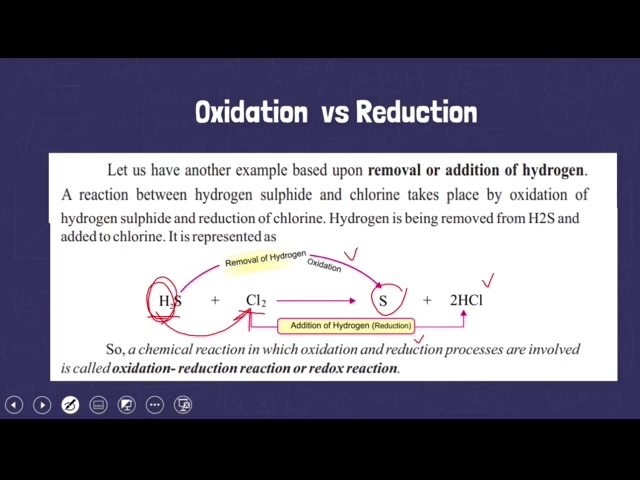 Oxidation vs Reduction
Let us have another example based upon removal or addition of hydrogen.
A reaction between hydrogen sulphide and chlorine takes place by oxidation of
hydrogen sulphide and reduction of chlorine. Hydrogen is being removed from H2S and
added to chlorine. It is represented as
Removal of Hydrogen
Oxidation
H₂S + Cl₂ → S + 2HCl
Addition of Hydrogen (Reduction)
So, a chemical reaction in which oxidation and reduction processes are involved
is called oxidation- reduction reaction or redox reaction.